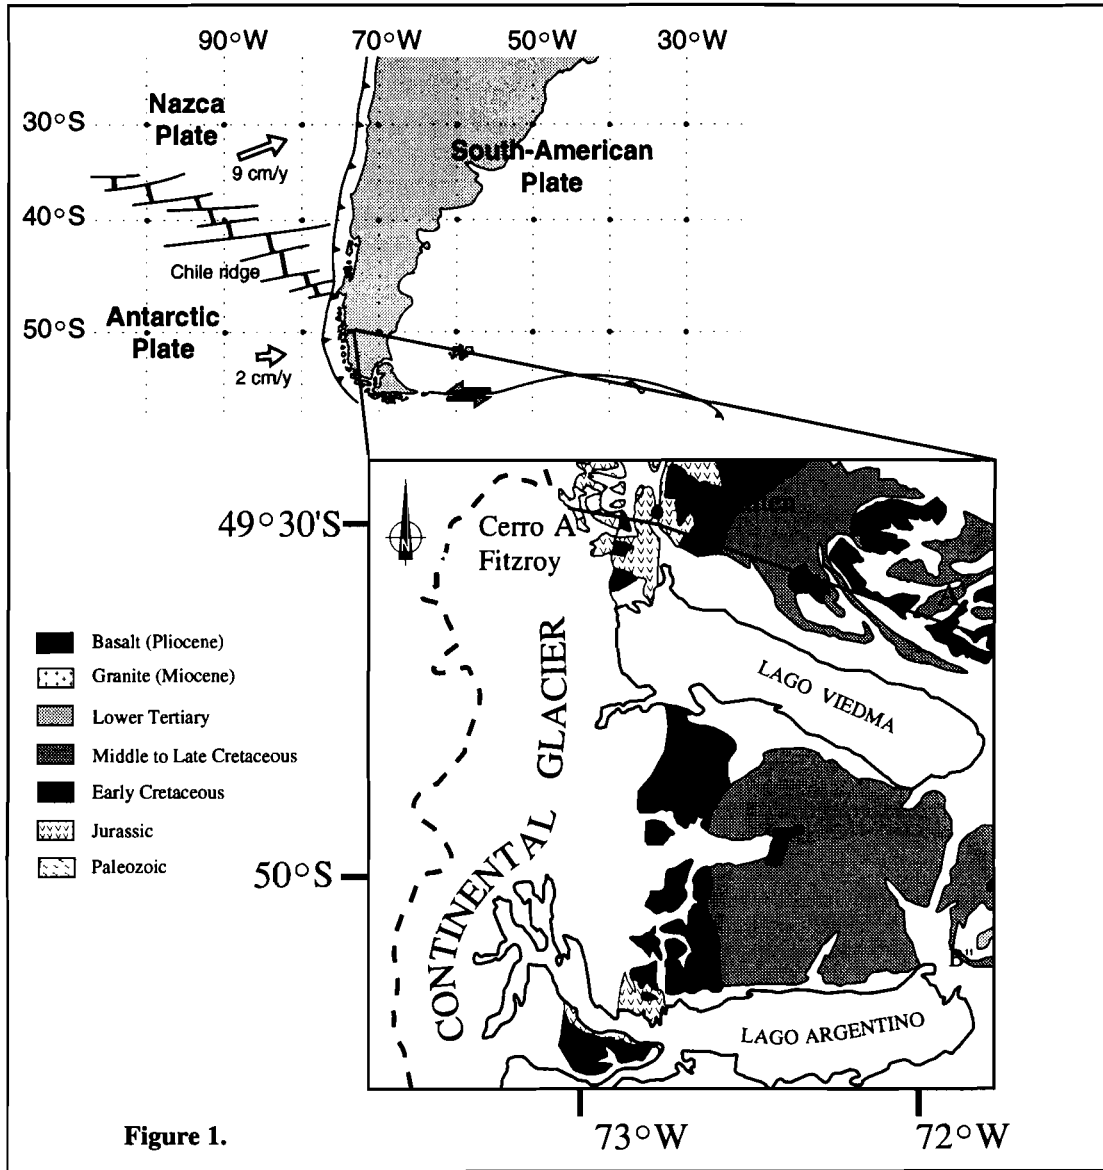 90°W 70°W 50°W 30°W
Nazca
Plate
30°S
9 cm/y
South-American
Plate
40°S
Chile ridge
Antarctic
Plate
50°S
2 cm/y
49°30'S
Cerro A
Fitzroy
CONTINENTAL GLACIER
LAGO VIEDMA
Basalt (Pliocene)
Granite (Miocene)
Lower Tertiary
Middle to Late Cretaceous
Early Cretaceous
Jurassic
Paleozoic
50°S
B"
LAGO ARGENTINO
Figure 1.
73°W 72°W